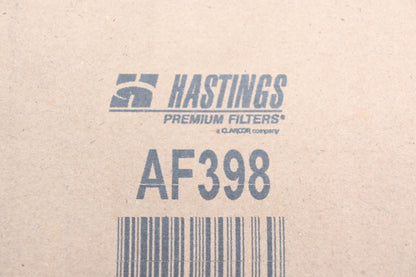 HASTINGS
PREMIUM FILTERS®
a CLARCOR company
AF398